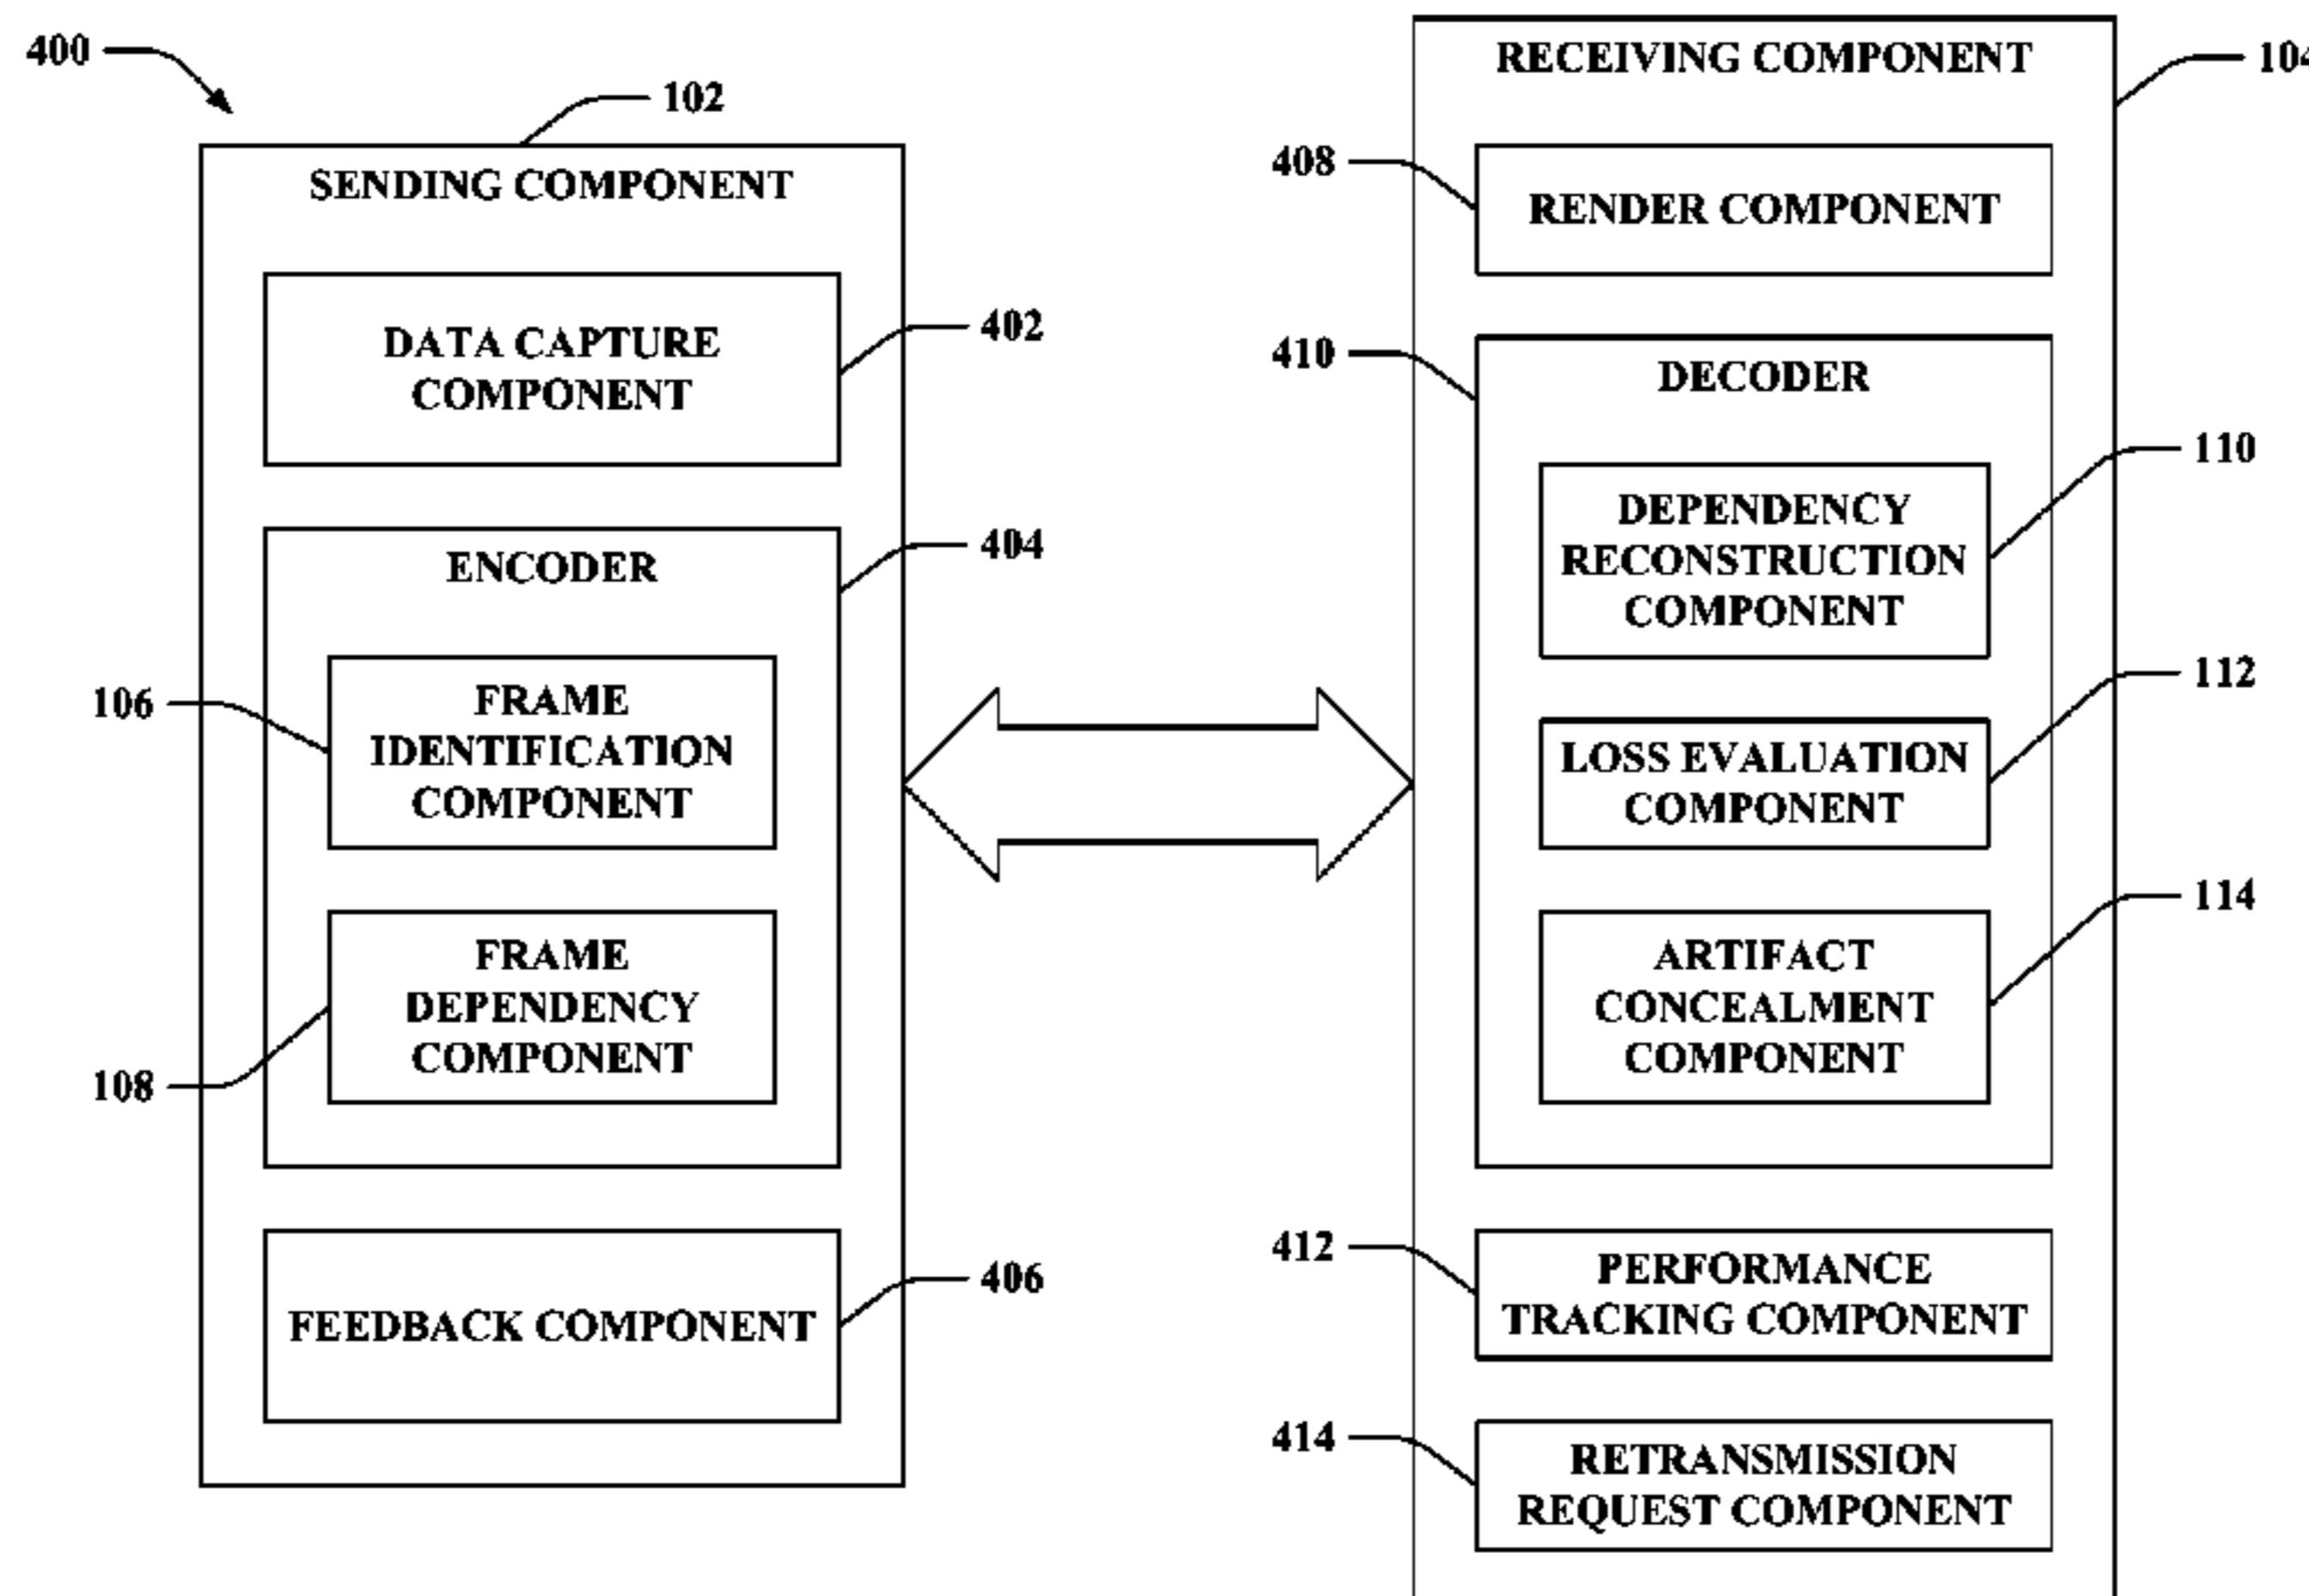 400
102
SENDING COMPONENT
DATA CAPTURE
COMPONENT
402
ENCODER
404
FRAME
IDENTIFICATION
COMPONENT
106
FRAME
DEPENDENCY
COMPONENT
108
FEEDBACK COMPONENT
406
RECEIVING COMPONENT
104
408
RENDER COMPONENT
410
DECODER
DEPENDENCY
RECONSTRUCTION
COMPONENT
110
LOSS EVALUATION
COMPONENT
112
ARTIFACT
CONCEALMENT
COMPONENT
114
412
PERFORMANCE
TRACKING COMPONENT
414
RETRANSMISSION
REQUEST COMPONENT